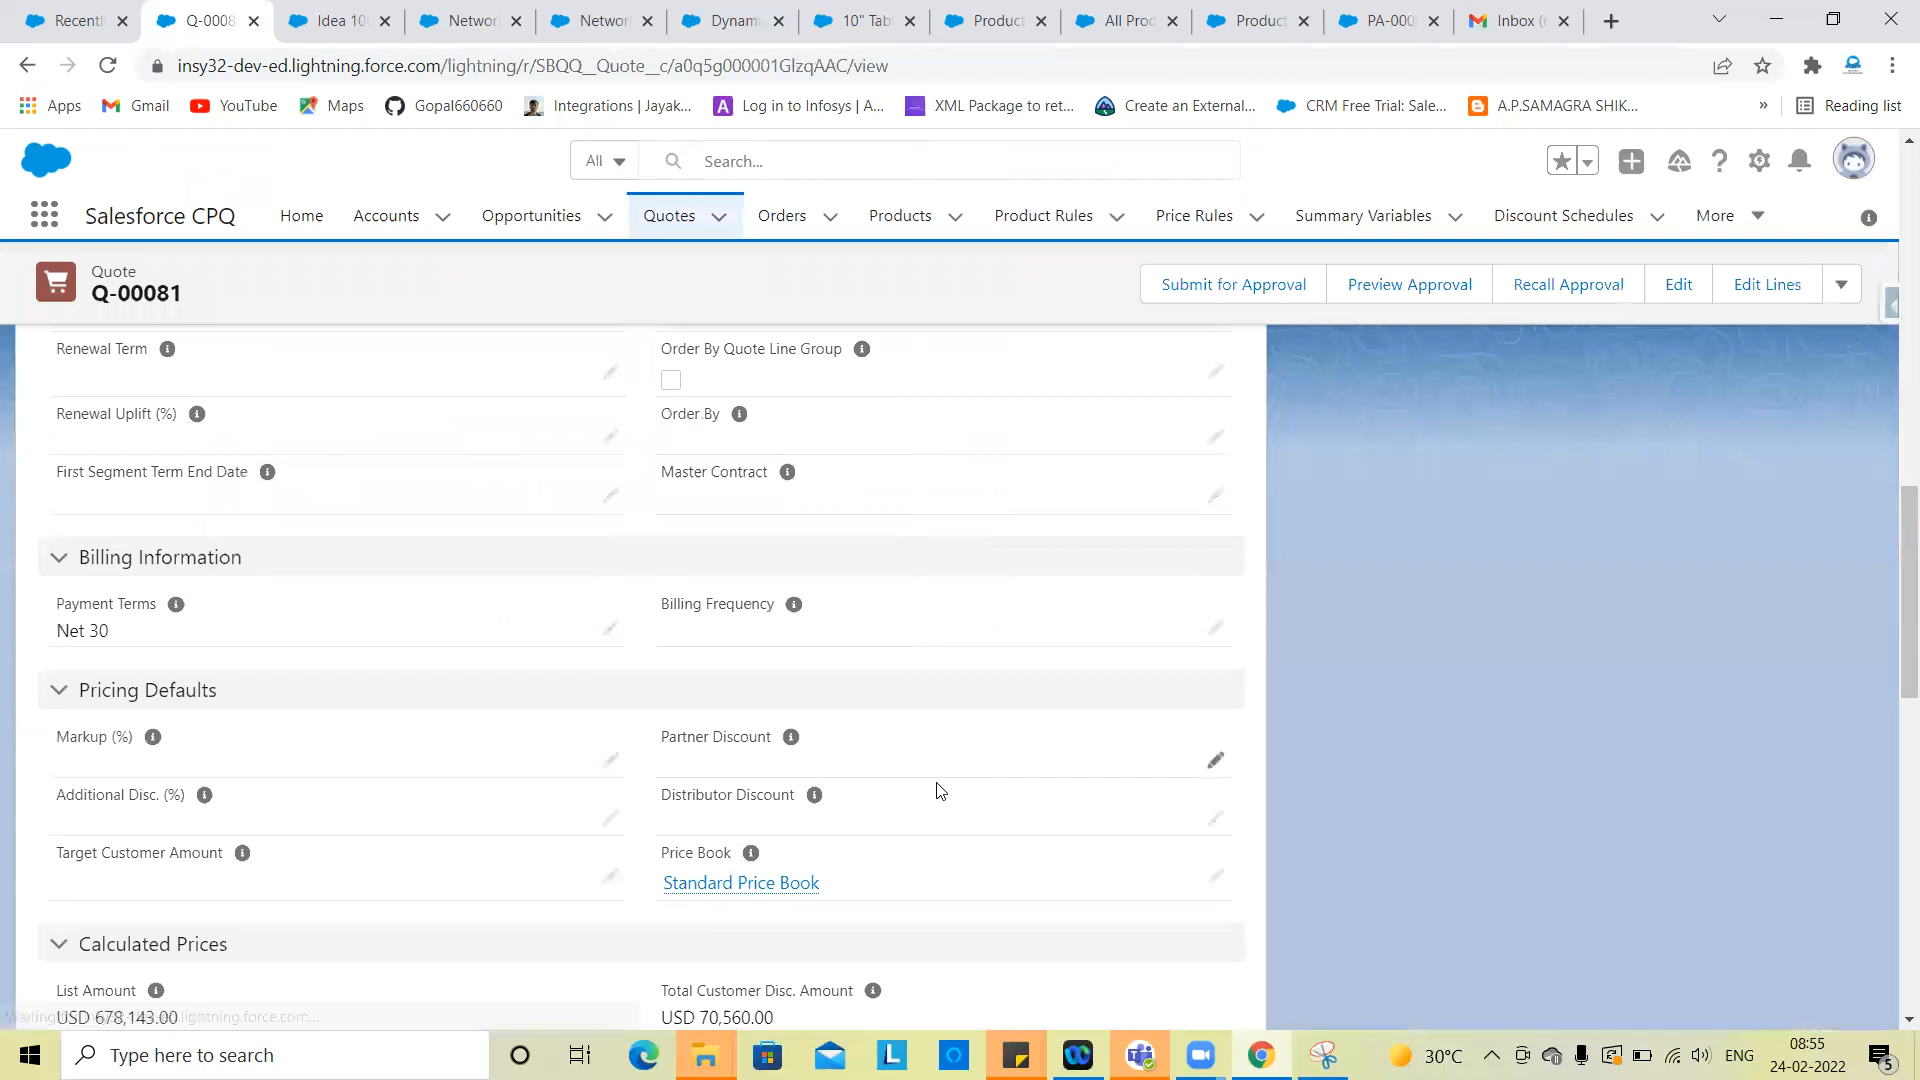 Recent
Q-0008
Idea 10
Networ
Networ
Dynam
10" Tab
Product
All Prod
Product
PA-000
Inbox (
insy32-dev-ed.lightning.force.com/lightning/r/SBQQ__Quote__c/a0q5g000001GlzqAAC/view
Apps
Gmail
YouTube
Maps
Gopal660060
Integrations | Jayak...
Log in to Infosys | A...
XML Package to ret...
Create an External...
CRM Free Trial: Sale...
A.P.SAMAGRA SHIK...
»
Reading list
All
Search...
Salesforce CPQ
Home
Accounts
Opportunities
Quotes
Orders
Products
Product Rules
Price Rules
Summary Variables
Discount Schedules
More
Quote
Q-00081
Submit for Approval
Preview Approval
Recall Approval
Edit
Edit Lines
Renewal Term
Order By Quote Line Group
Renewal Uplift (%)
Order By
First Segment Term End Date
Master Contract
Billing Information
Payment Terms
Billing Frequency
Net 30
Pricing Defaults
Markup (%)
Partner Discount
Additional Disc. (%)
Distributor Discount
Target Customer Amount
Price Book
Standard Price Book
Calculated Prices
List Amount
Total Customer Disc. Amount
USD 678,143.00
USD 70,560.00
Type here to search
30°C
ENG
08:55
24-02-2022
5